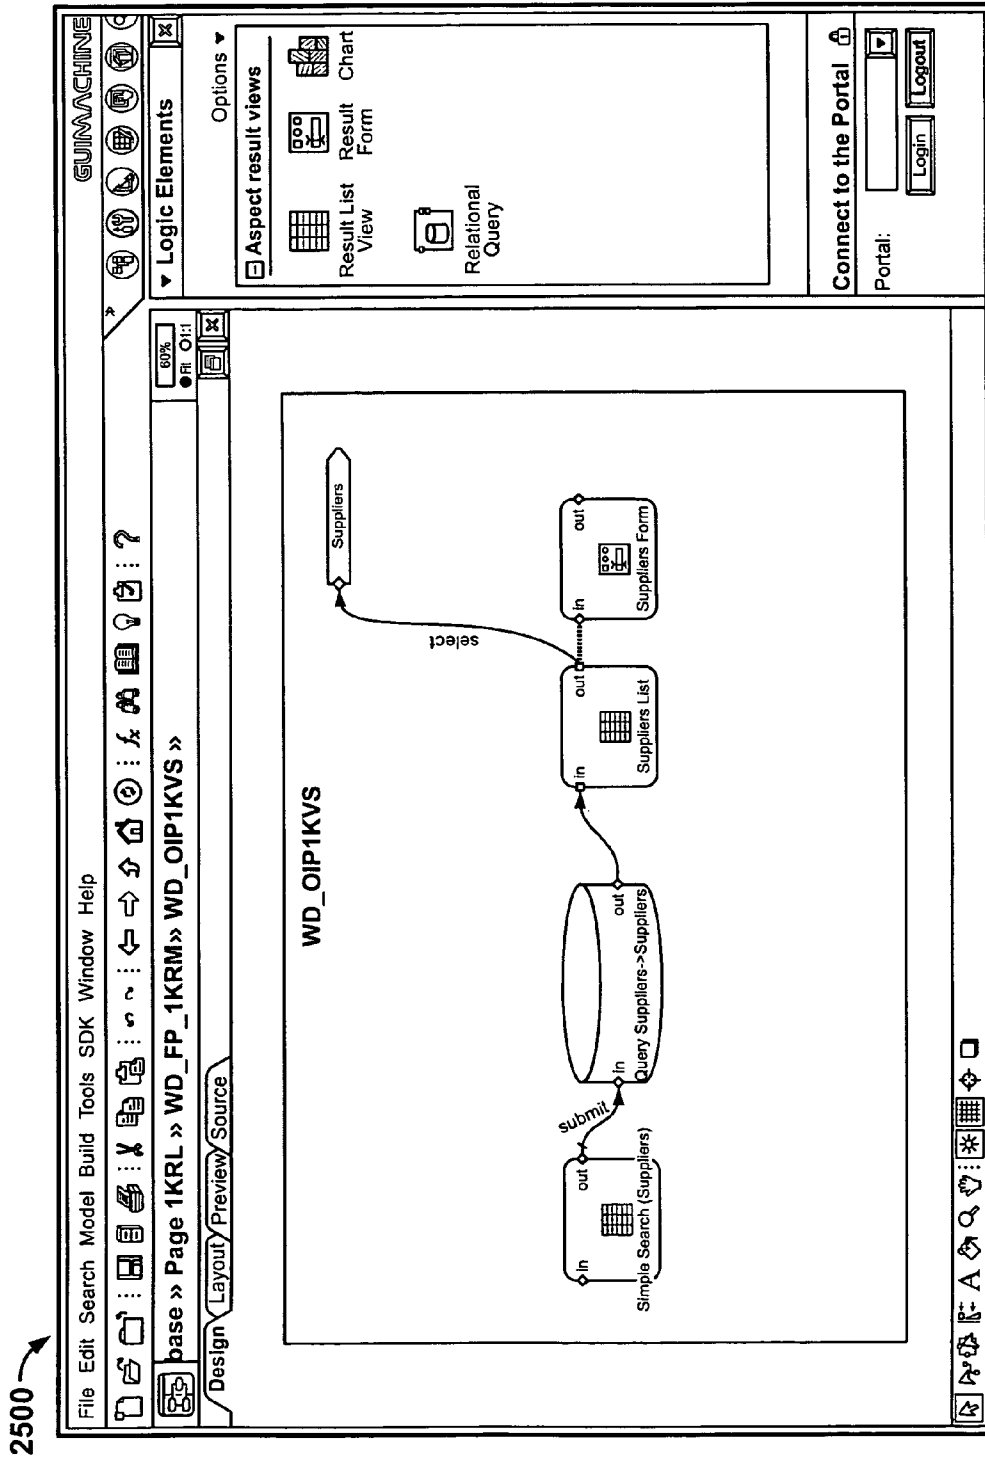 2500
GUIMACHINE
File Edit Search Model Build Tools SDK Window Help
base » Page 1KRL » WD_FP_1KRM» WD_OIP1KVS »
60%
Fit 1:1
Design Layout Preview Source
WD_OIP1KVS
Suppliers
select
in
out
Simple Search (Suppliers)
submit
in
out
Query Suppliers->Suppliers
in
out
Suppliers List
in
out
Suppliers Form
Logic Elements
Options
Aspect result views
Result List View
Result Form
Chart
Relational Query
Connect to the Portal
Portal:
Login
Logout